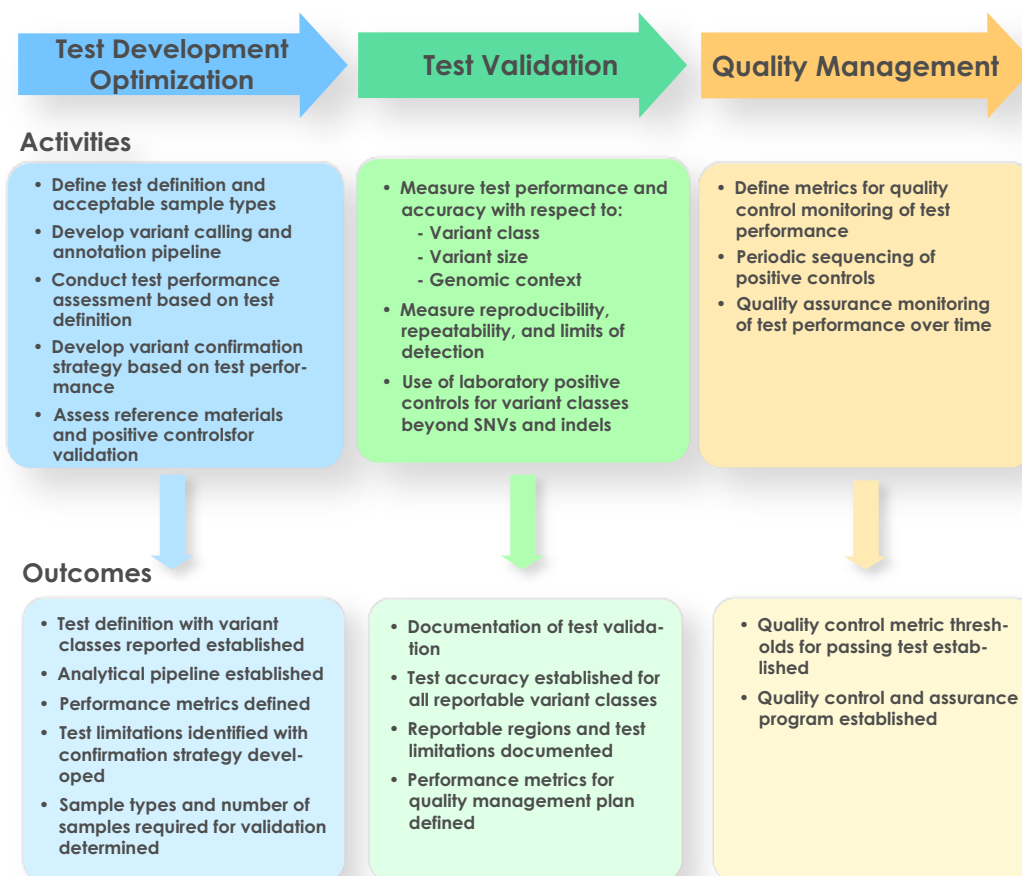 Test Development
Optimization
Test Validation
Quality Management
Activities
• Define test definition and
acceptable sample types
• Develop variant calling and
annotation pipeline
• Conduct test performance
assessment based on test
definition
• Develop variant confirmation
strategy based on test perfor-
mance
• Assess reference materials
and positive controlsfor
validation
• Measure test performance and
accuracy with respect to:
- Variant class
- Variant size
- Genomic context
• Measure reproducibility,
repeatability, and limits of
detection
• Use of laboratory positive
controls for variant classes
beyond SNVs and indels
• Define metrics for quality
control monitoring of test
performance
• Periodic sequencing of
positive controls
• Quality assurance monitoring
of test performance over time
Outcomes
• Test definition with variant
classes reported established
• Analytical pipeline established
• Performance metrics defined
• Test limitations identified with
confirmation strategy devel-
oped
• Sample types and number of
samples required for validation
determined
• Documentation of test valida-
tion
• Test accuracy established for
all reportable variant classes
• Reportable regions and test
limitations documented
• Performance metrics for
quality management plan
defined
• Quality control metric thresh-
olds for passing test estab-
lished
• Quality control and assurance
program established